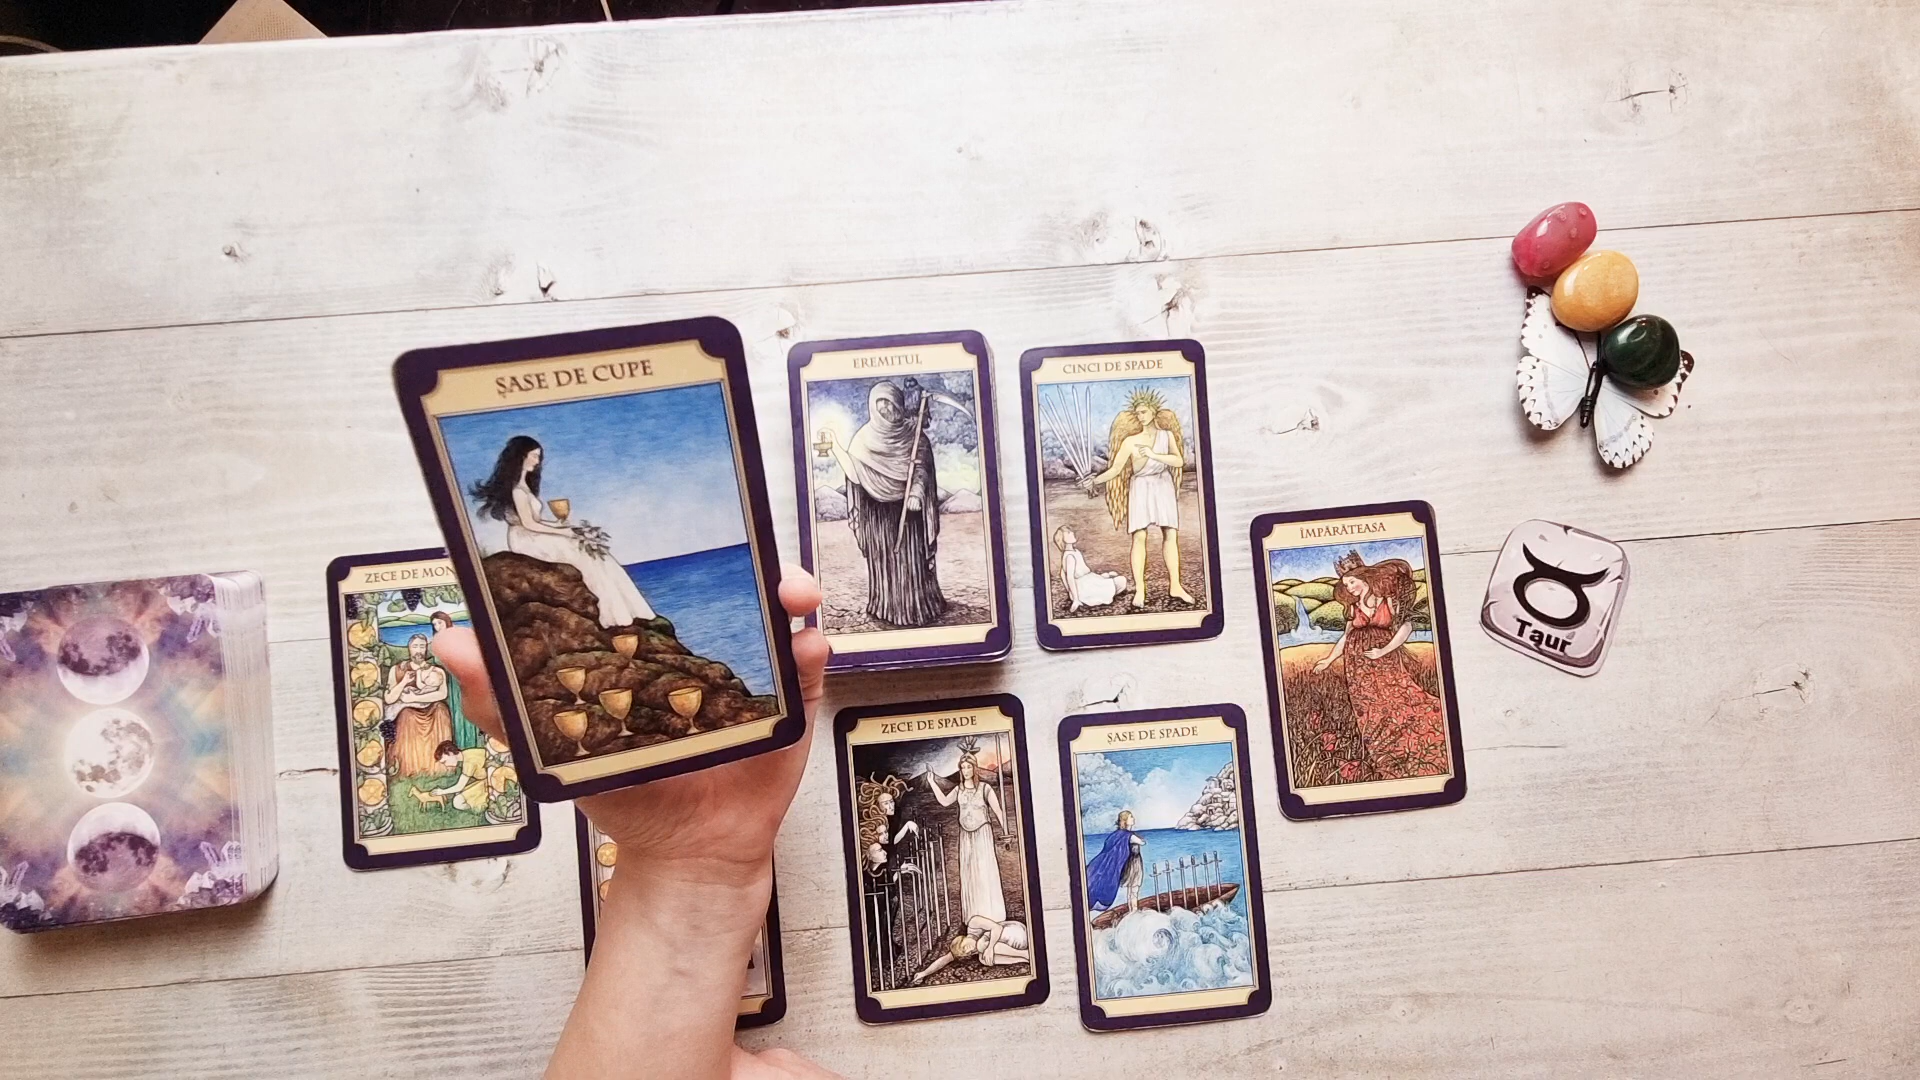 ȘASE DE CUPE
EREMITUL
CINCI DE SPADE
ÎMPĂRĂTEASA
Taur
ZECE DE MON
ZECE DE SPADE
ȘASE DE SPADE